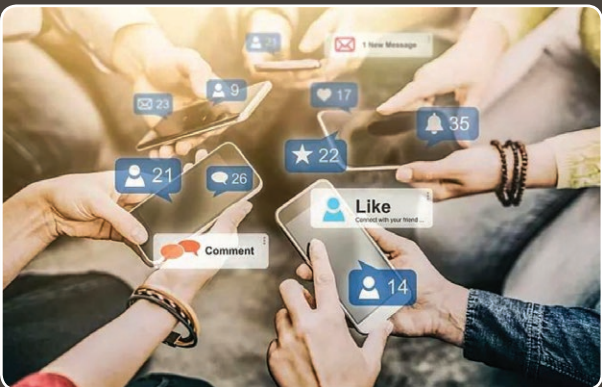 21
1 New Message
23
9
17
35
22
21
26
Like
Connect with your friend ...
Comment
14